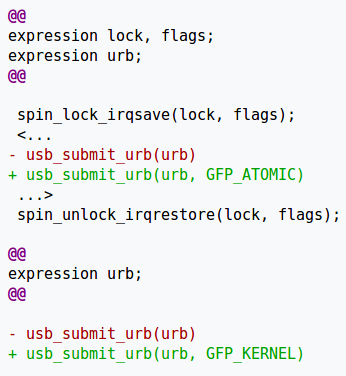 @@
expression lock, flags;
expression urb;
@@

 spin_lock_irqsave(lock, flags);
 <...
- usb_submit_urb(urb)
+ usb_submit_urb(urb, GFP_ATOMIC)
 ...>
 spin_unlock_irqrestore(lock, flags);

@@
expression urb;
@@

- usb_submit_urb(urb)
+ usb_submit_urb(urb, GFP_KERNEL)